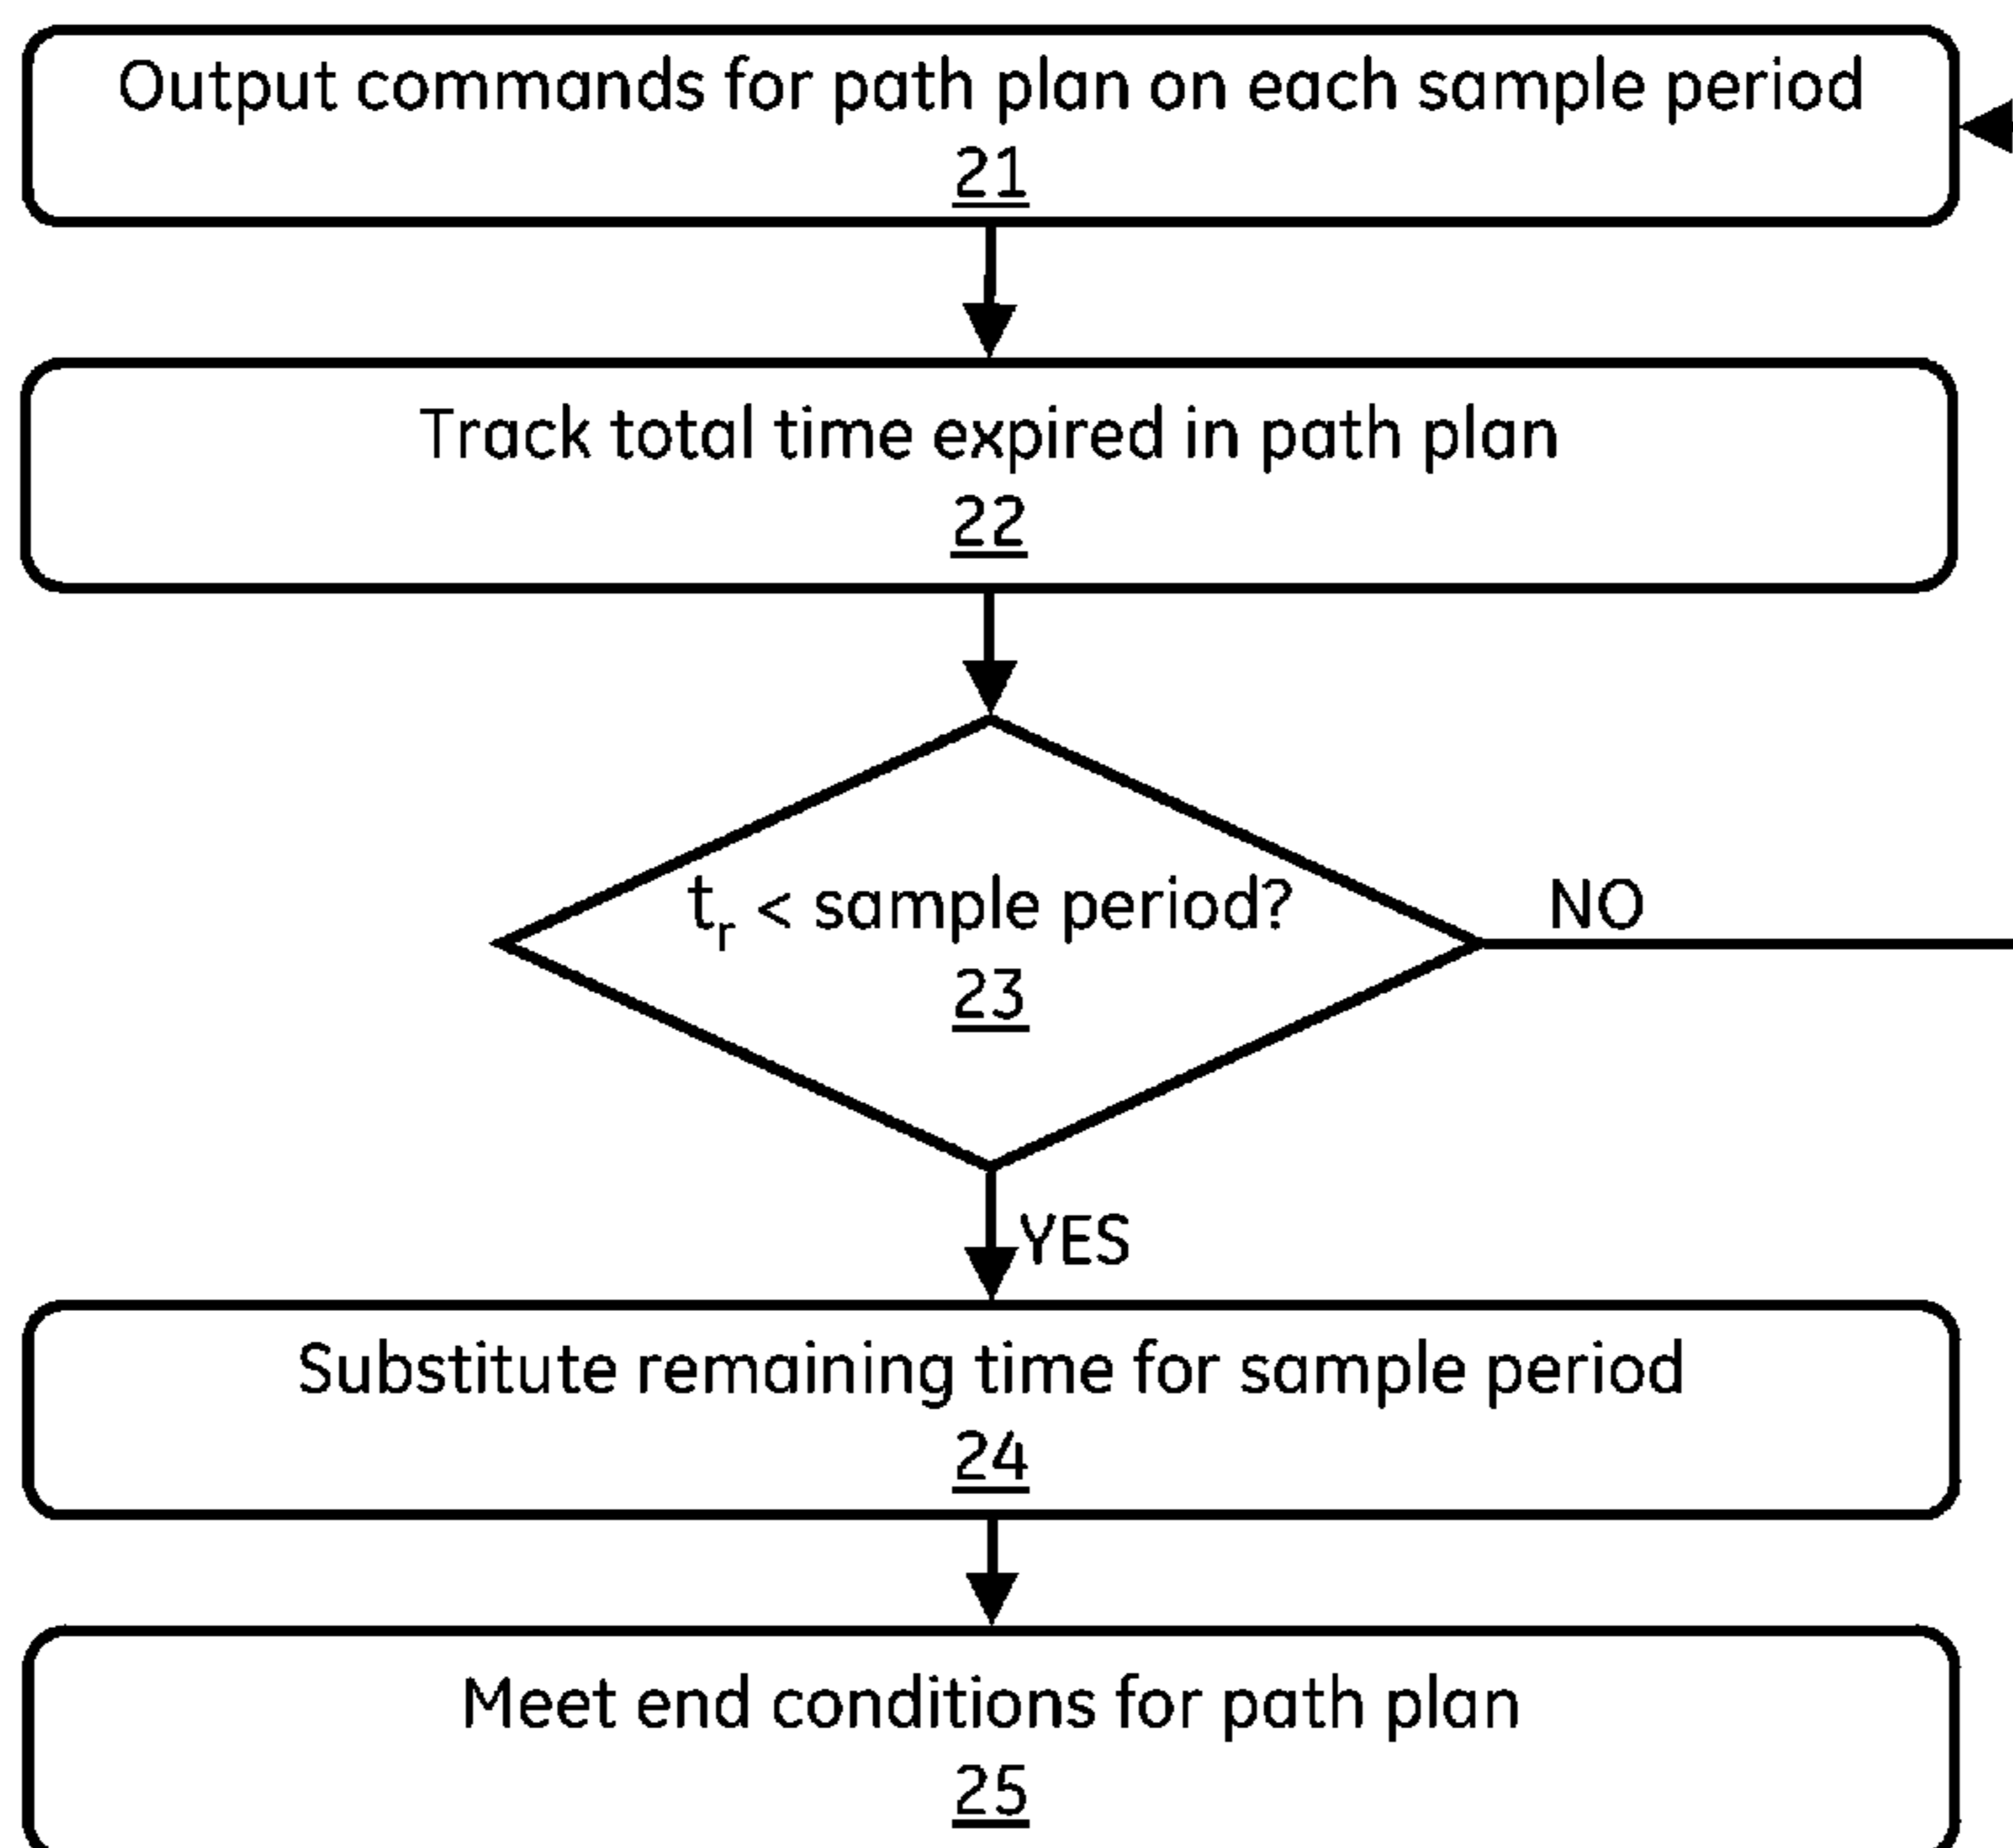 Output commands for path plan on each sample period
21
Track total time expired in path plan
22
tr < sample period?
23
NO
YES
Substitute remaining time for sample period
24
Meet end conditions for path plan
25